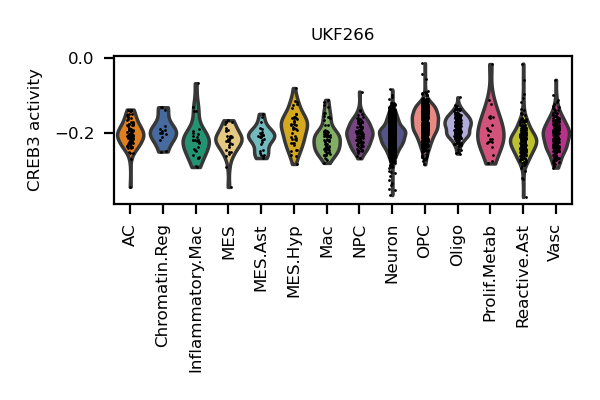 UKF266
CREB3 activity
0.0
−0.2
AC
Chromatin.Reg
Inflammatory.Mac
MES
MES.Ast
MES.Hyp
Mac
NPC
Neuron
OPC
Oligo
Prolif.Metab
Reactive.Ast
Vasc